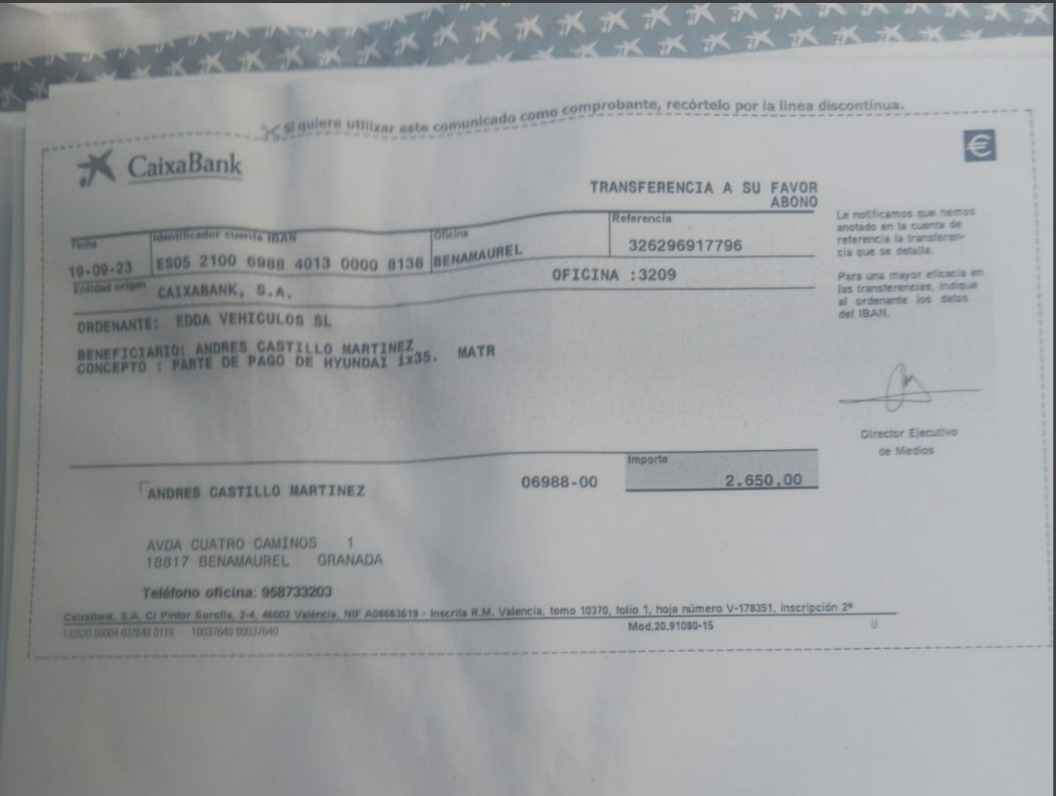 Si quiere utilizar este comunicado como comprobante, recórtelo por la línea discontinua.
CaixaBank
€
TRANSFERENCIA A SU FAVOR
ABONO
Fecha Identificador cuenta IBAN Oficina Referencia
19-09-23 ES05 2100 6988 4013 0000 8138 BENAMAUREL 326296917796
Entidad origen CAIXABANK, S.A. OFICINA :3209
Le notificamos que hemos
anotado en la cuenta de
referencia la transferen-
cia que se detalla.
Para una mayor eficacia en
las transferencias, indique
al ordenante los datos
del IBAN.
ORDENANTE: EDDA VEHICULOS SL
BENEFICIARIO: ANDRES CASTILLO MARTINEZ
CONCEPTO : PARTE DE PAGO DE HYUNDAI ix35. MATR
Director Ejecutivo
de Medios
Importe
ANDRES CASTILLO MARTINEZ 06988-00 2.650,00
AVDA CUATRO CAMINOS 1
18817 BENAMAUREL GRANADA
Teléfono oficina: 958733203
CaixaBank, S.A. C/ Pintor Sorolla, 2-4, 46002 Valencia, NIF A08663619 - Inscrita R.M. Valencia, tomo 10370, folio 1, hoja número V-178351, inscripción 2ª
Mod.20.91080-15